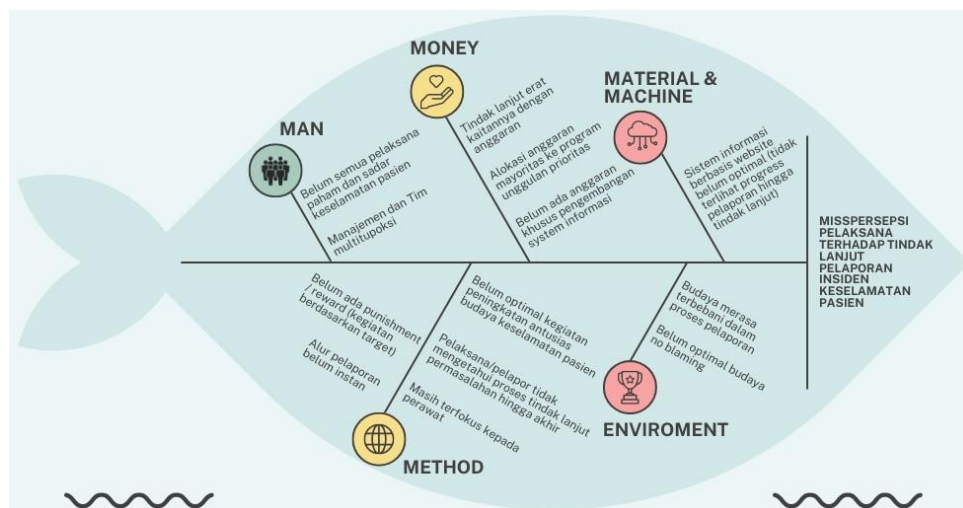 MONEY
MATERIAL &
MACHINE
MAN
Belum semua pelaksana
paham dan sadar
keselamatan pasien
Manajemen dan Tim
multitupoksi
Tindak lanjut erat
kaitannya dengan
anggaran
Alokasi anggaran
mayoritas ke program
unggulan prioritas
Belum ada anggaran
khusus pengembangan
system informasi
Sistem informasi
berbasis website
belum optimal (tidak
terlihat progress
pelaporan hingga
tindak lanjut)
MISSPERSEPSI
PELAKSANA
TERHADAP TINDAK
LANJUT
PELAPORAN
INSIDEN
KESELAMATAN
PASIEN
Belum ada punishment
/ reward (kegiatan
berdasarkan target)
Alur pelaporan
belum instan
Belum optimal kegiatan
peningkatan antusias
budaya keselamatan pasien
Pelaksana/pelapor tidak
mengetahui proses tindak lanjut
permasalahan hingga akhir
Masih terfokus kepada
perawat
Budaya merasa
terbebani dalam
proses pelaporan
Belum optimal budaya
no blaming
METHOD
ENVIROMENT